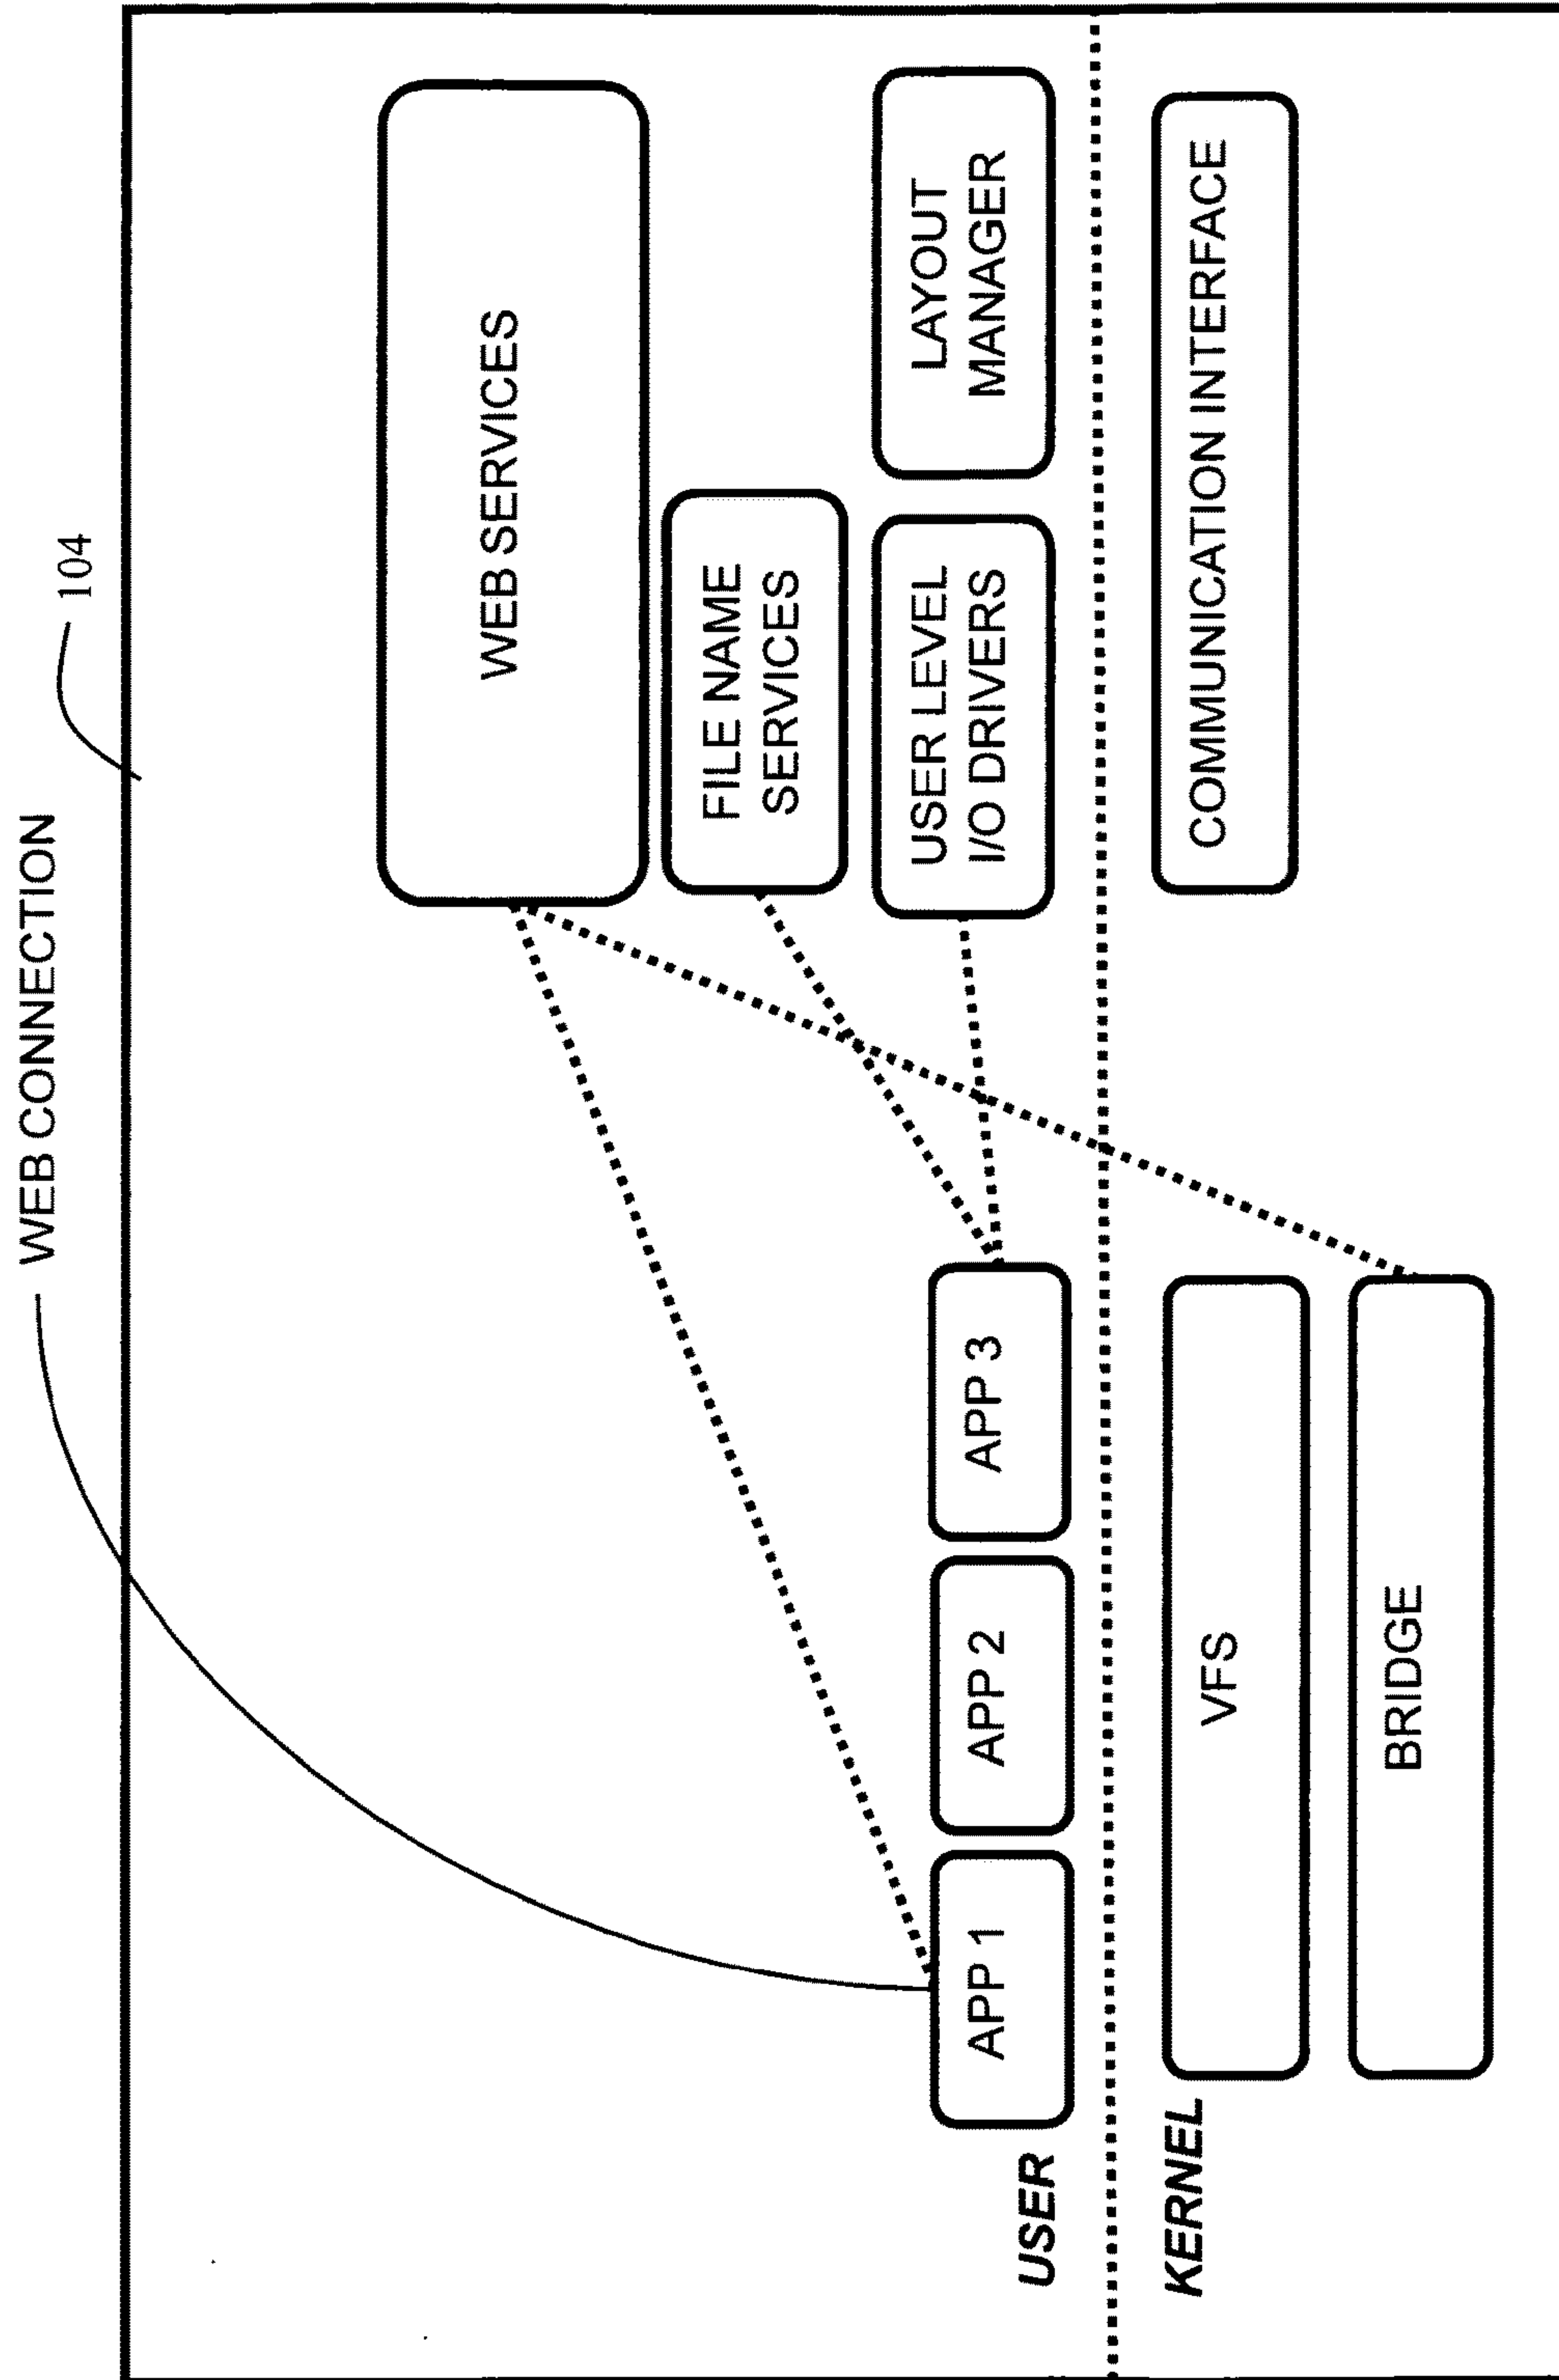 WEB CONNECTION
104
WEB SERVICES
FILE NAME
SERVICES
USER LEVEL
I/O DRIVERS
LAYOUT
MANAGER
APP 1
APP 2
APP 3
USER
KERNEL
VFS
COMMUNICATION INTERFACE
BRIDGE